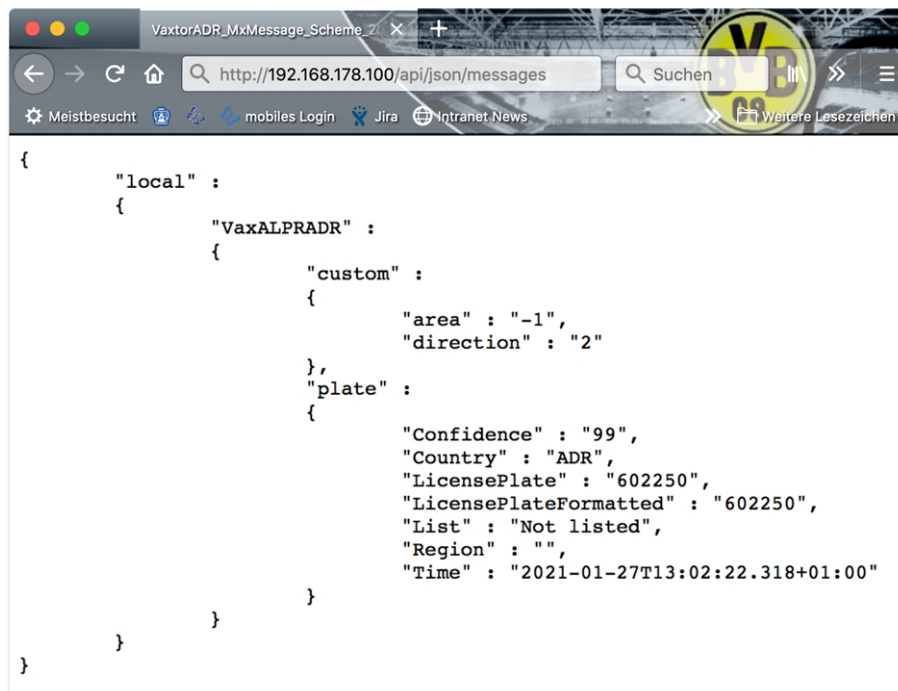 VaxtorADR_MxMessage_Scheme_20
http://192.168.178.100/api/json/messages
Suchen
Meistbesucht
mobiles Login
Jira
Intranet News
Weitere Lesezeichen
BVB
09
{
"local" :
{
"VaxALPRADR" :
{
"custom" :
{
"area" : "-1",
"direction" : "2"
},
"plate" :
{
"Confidence" : "99",
"Country" : "ADR",
"LicensePlate" : "602250",
"LicensePlateFormatted" : "602250",
"List" : "Not listed",
"Region" : "",
"Time" : "2021-01-27T13:02:22.318+01:00"
}
}
}
}